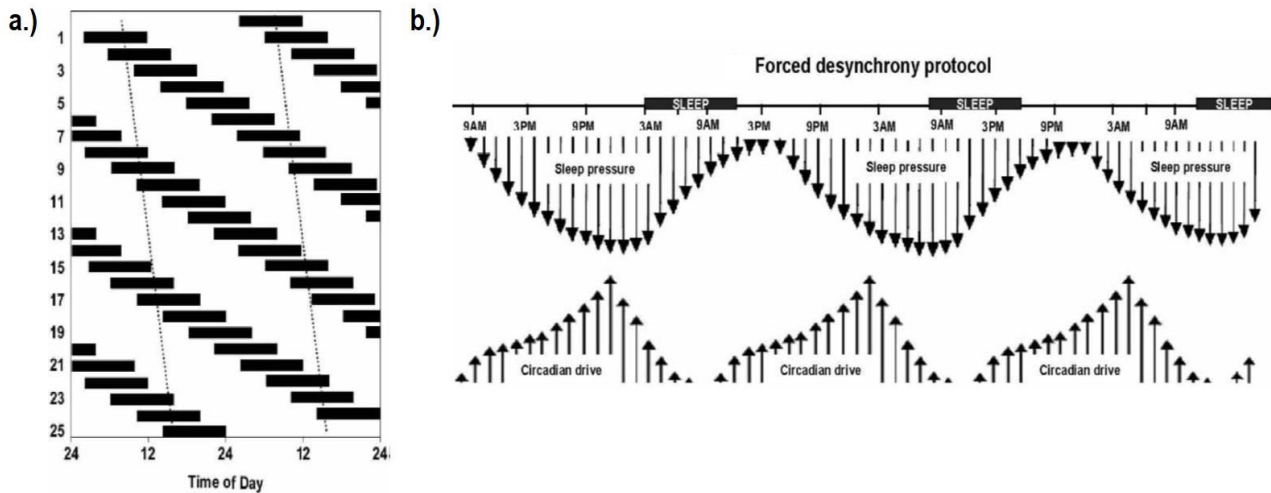 a.)
1
3
5
7
9
11
13
15
17
19
21
23
25
24 12 24 12 24
Time of Day
b.)
Forced desynchrony protocol
SLEEP SLEEP SLEEP
9AM 3PM 9PM 3AM 9AM 3PM 9PM 3AM 9AM 3PM 9PM 3AM 9AM
Sleep pressure Sleep pressure Sleep pressure
Circadian drive Circadian drive Circadian drive